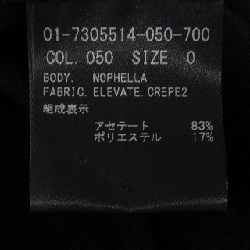 01-7305514-050-700
COL. 050 SIZE 0
BODY. NOPHELLA
FABRIC. ELEVATE.CREPE2
組成表示
アセテート 83%
ポリエステル 17%